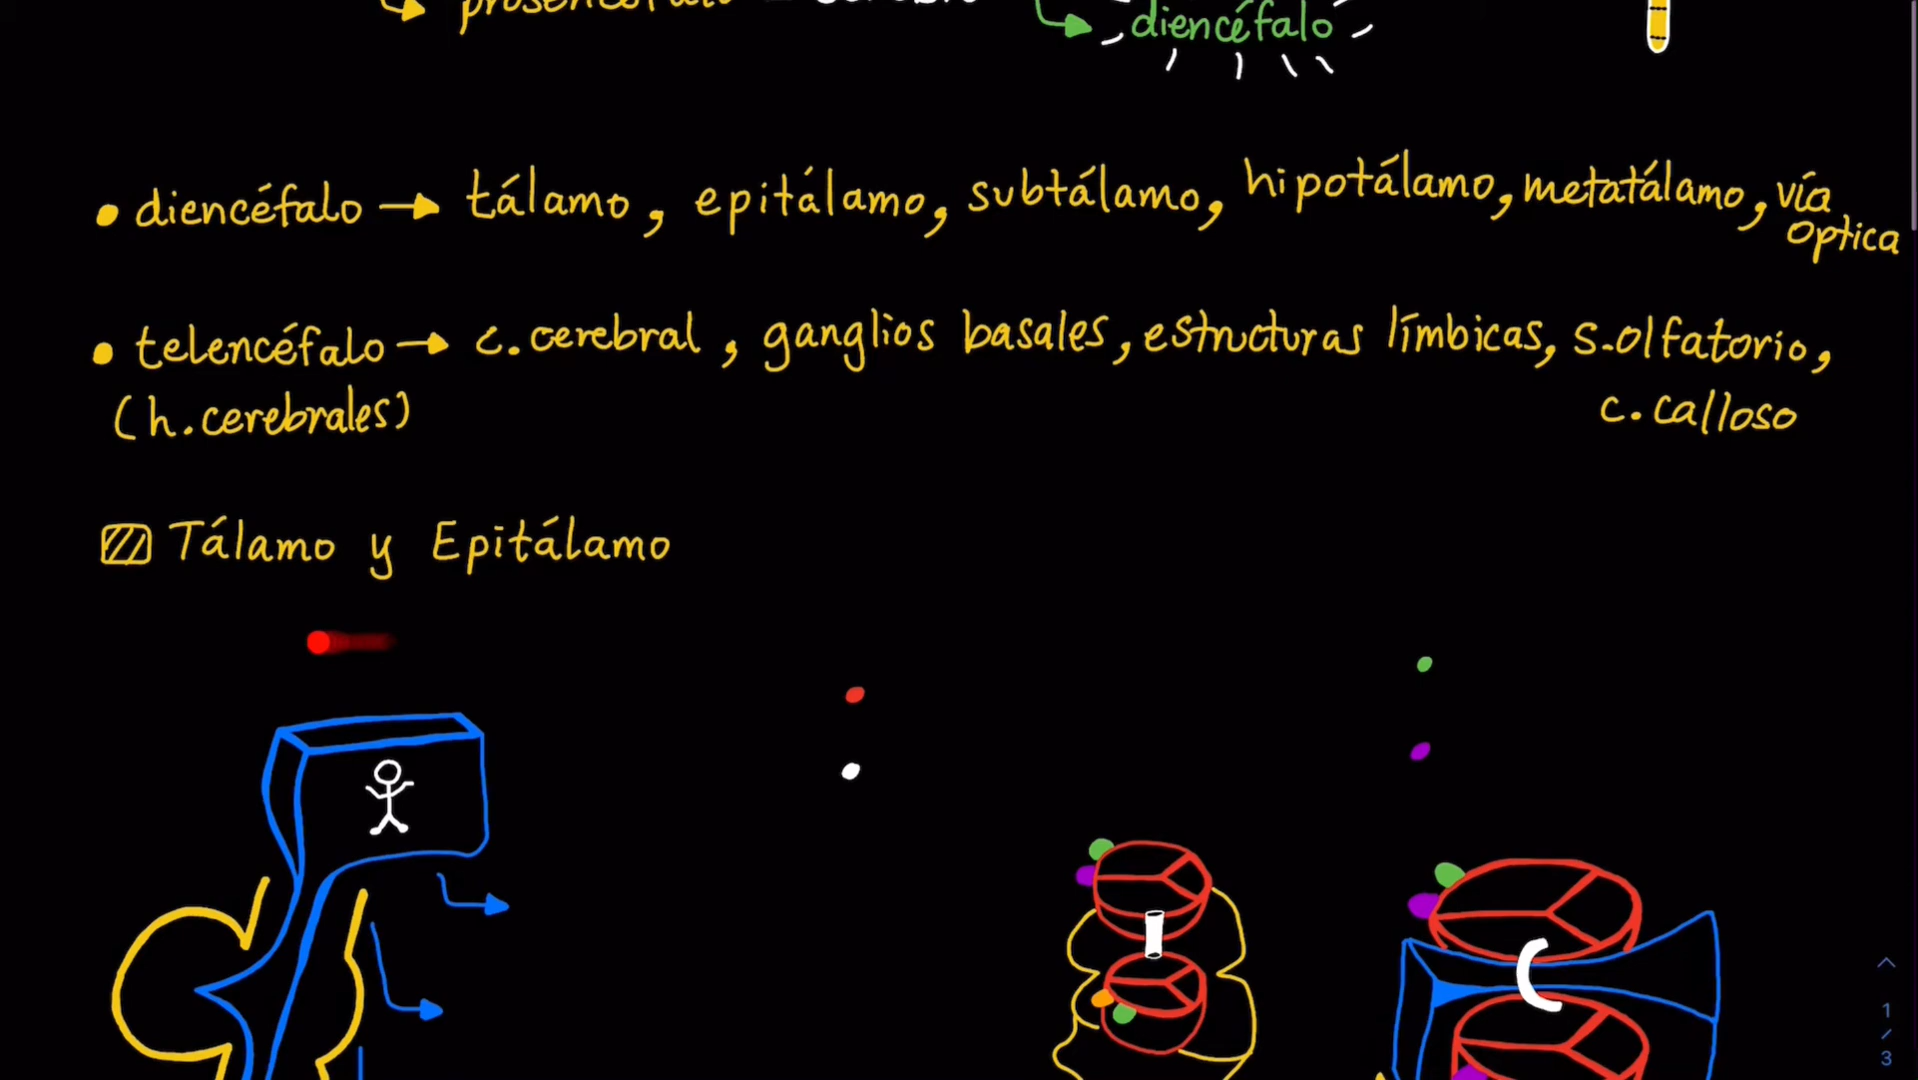 diencéfalo
• diencéfalo → tálamo, epitálamo, subtálamo, hipotálamo, metatálamo, vía
óptica
• telencéfalo → c. cerebral, ganglios basales, estructuras límbicas, s. olfatorio,
(h. cerebrales) c. calloso
Tálamo y Epitálamo
1
/
3